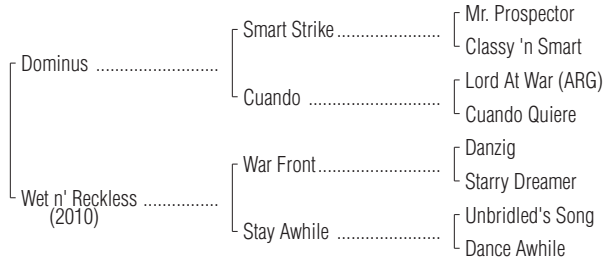 Mr. Prospector
Smart Strike ....................
Classy 'n Smart
Dominus ........................
Lord At War (ARG)
Cuando .........................
Cuando Quiere
Danzig
War Front........................
Starry Dreamer
Wet n' Reckless ...............
(2010)
Unbridled's Song
Stay Awhile ....................
Dance Awhile